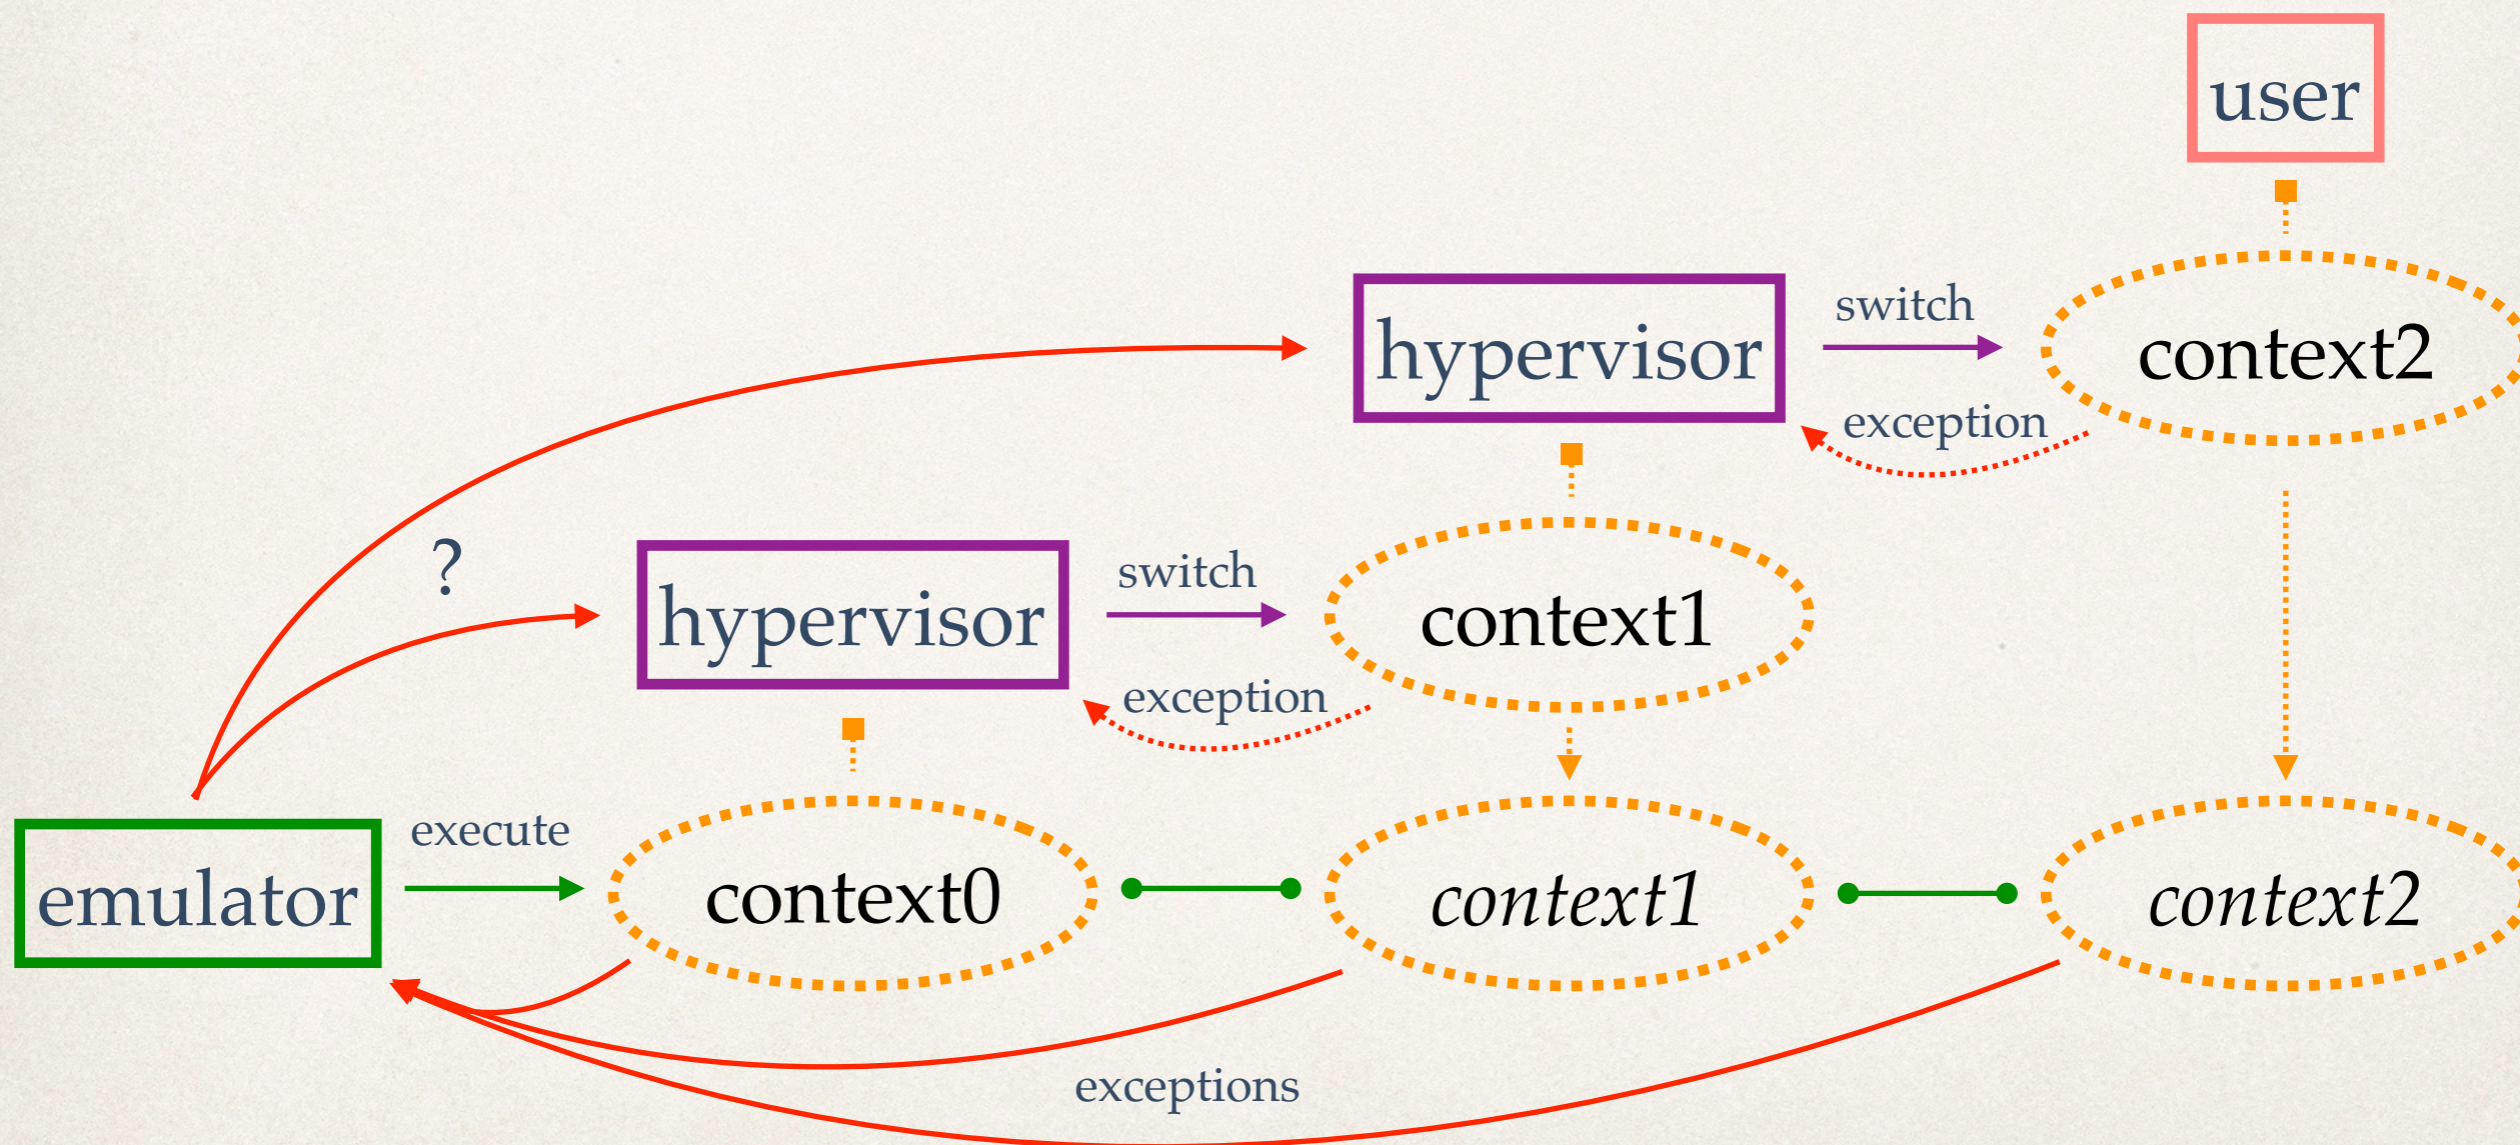 user
switch
hypervisor
context2
exception
?
switch
hypervisor
context1
exception
execute
emulator
context0
context1
context2
exceptions